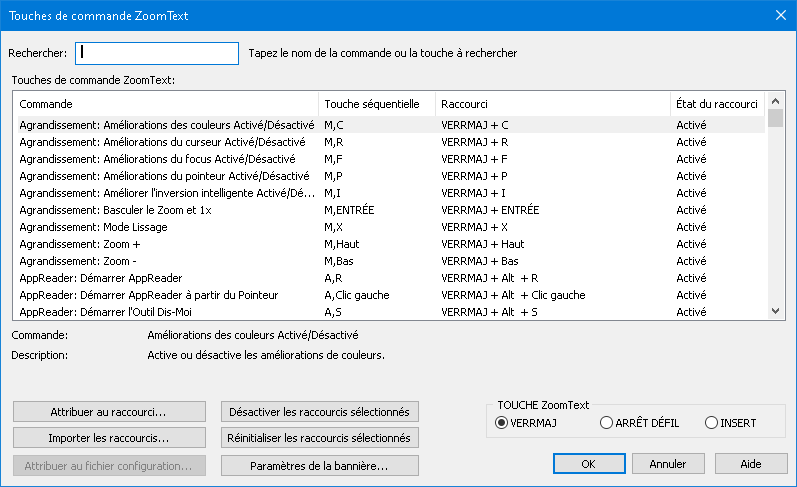 Touches de commande ZoomText
Rechercher: Tapez le nom de la commande ou la touche à rechercher
Touches de commande ZoomText:
Commande Touche séquentielle Raccourci État du raccourci
Agrandissement: Améliorations des couleurs Activé/Désactivé M,C VERRMAJ + C Activé
Agrandissement: Améliorations du curseur Activé/Désactivé M,R VERRMAJ + R Activé
Agrandissement: Améliorations du focus Activé/Désactivé M,F VERRMAJ + F Activé
Agrandissement: Améliorations du pointeur Activé/Désactivé M,P VERRMAJ + P Activé
Agrandissement: Améliorer l'inversion intelligente Activé/Dé... M,I VERRMAJ + I Activé
Agrandissement: Basculer le Zoom et 1x M,ENTRÉE VERRMAJ + ENTRÉE Activé
Agrandissement: Mode Lissage M,X VERRMAJ + X Activé
Agrandissement: Zoom + M,Haut VERRMAJ + Haut Activé
Agrandissement: Zoom - M,Bas VERRMAJ + Bas Activé
AppReader: Démarrer AppReader A,R VERRMAJ + Alt + R Activé
AppReader: Démarrer AppReader à partir du Pointeur A,Clic gauche VERRMAJ + Alt + Clic gauche Activé
AppReader: Démarrer l'Outil Dis-Moi A,S VERRMAJ + Alt + S Activé
Commande: Améliorations des couleurs Activé/Désactivé
Description: Active ou désactive les améliorations de couleurs.
Attribuer au raccourci... Désactiver les raccourcis sélectionnés
Importer les raccourcis... Réinitialiser les raccourcis sélectionnés
Attribuer au fichier configuration... Paramètres de la bannière...
TOUCHE ZoomText
VERRMAJ ARRÊT DÉFIL INSERT
OK Annuler Aide